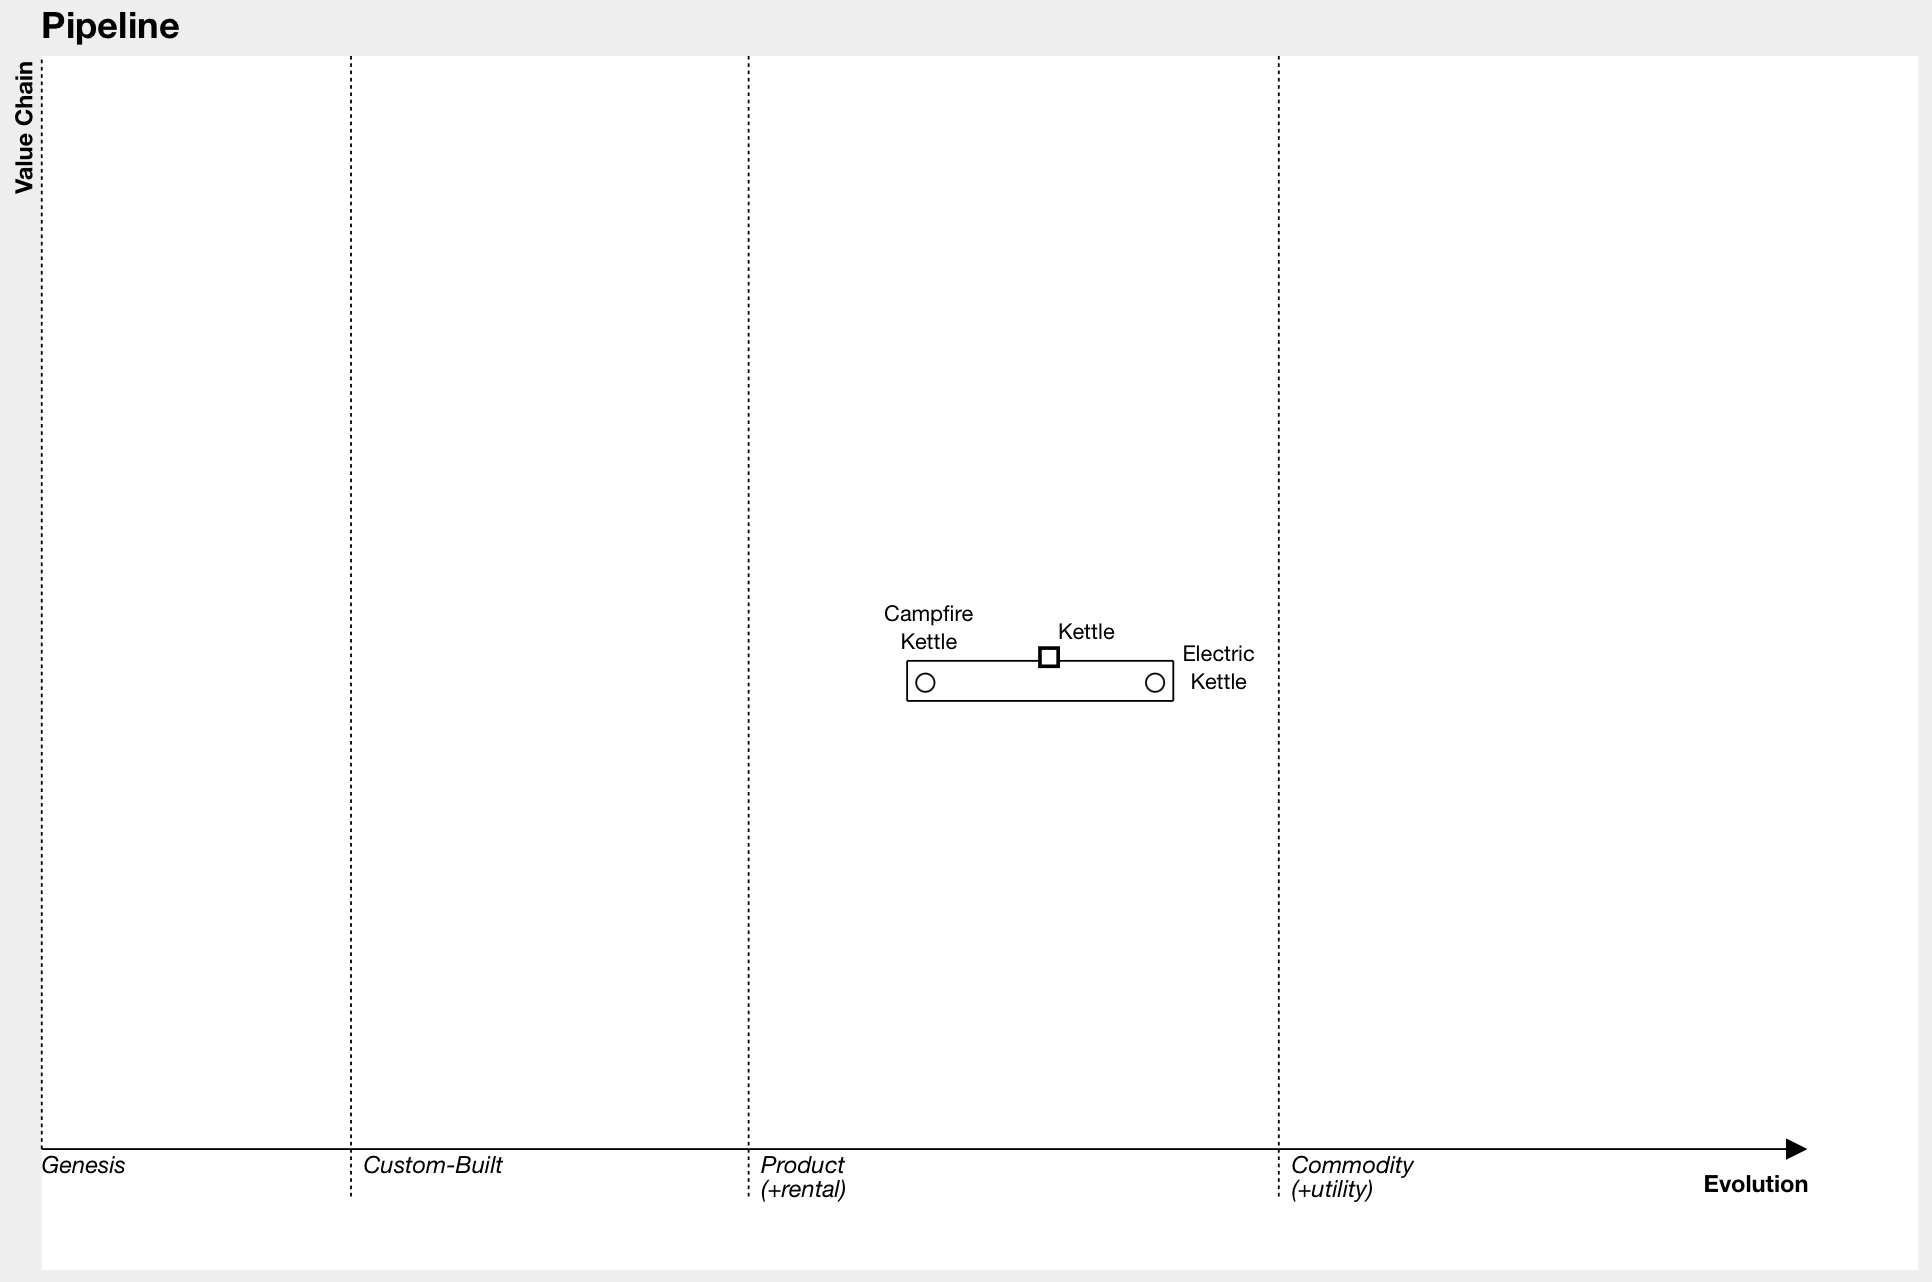 Pipeline
Value Chain
Campfire
Kettle
Kettle
Electric
Kettle
Genesis
Custom-Built
Product
(+rental)
Commodity
(+utility)
Evolution